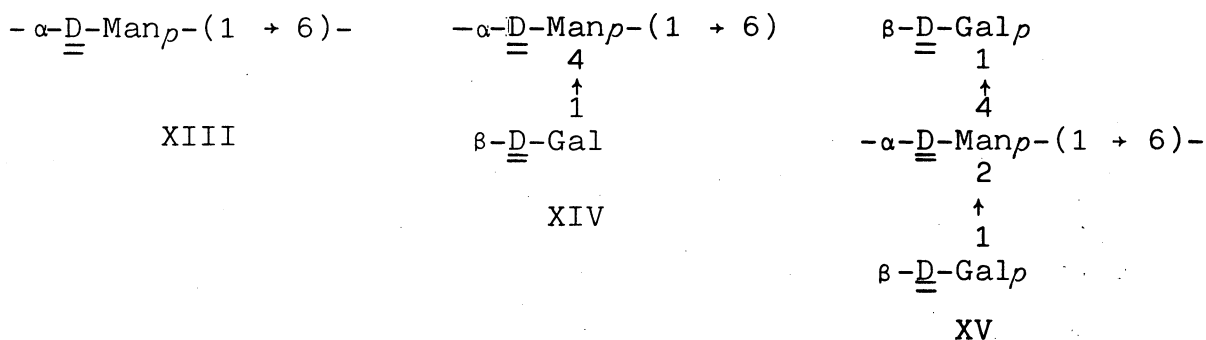 -α-D-Manp-(1 → 6)-
XIII
-α-D-Manp-(1 → 6)
4
↑
1
β-D-Gal
XIV
β-D-Galp
1
↑
4
-α-D-Manp-(1 → 6)-
2
↑
1
β-D-Galp
XV